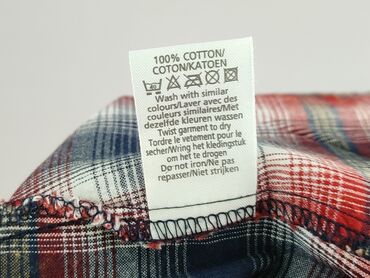 100% COTTON/
COTON/KATOEN
Wash with similar
colours/Laver avec des
couleurs similaires/Met
dezelfde kleuren wassen
Twist garment to dry
Tordre le vetement pour le
secher/Wring het kledingstuk
om het te drogen
Do not iron/Ne pas
repasser/Niet strijken